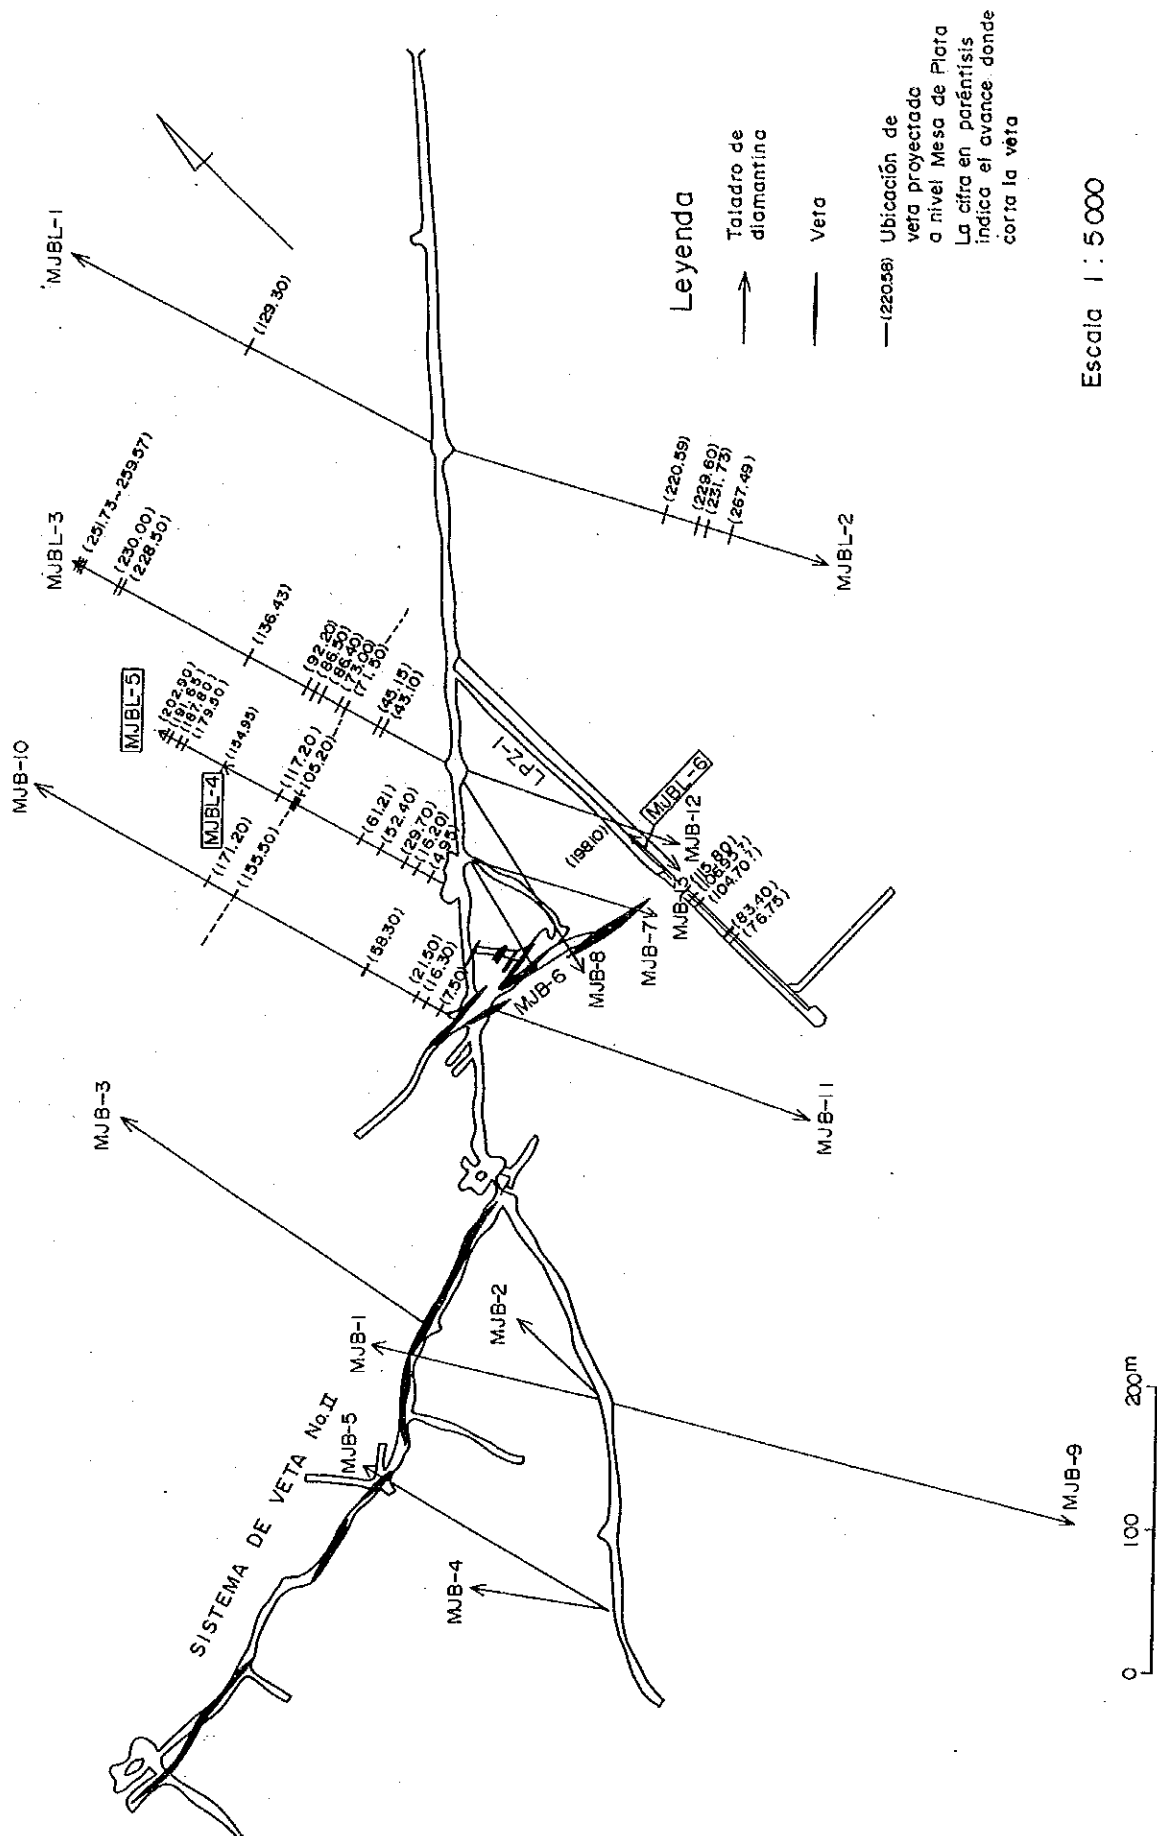 MJBL-1
(129.30)
MJBL-3
(251.73~259.57)
(230.00)
(228.50)
(136.43)
(92.20)
(86.50)
(86.40)
(73.00)
(71.50)
(45.15)
(43.10)
MJBL-5
(202.90)
(191.65)
(187.80)
(179.50)
(154.95)
MJBL-4
(117.20)
(105.20)
(61.21)
(52.40)
(29.70)
(16.20)
(4.95)
MJB-10
(171.20)
(155.50)
(58.30)
(21.50)
(16.30)
(7.50)
MJB-3
MJB-1
MJB-2
MJB-5
SISTEMA DE VETA No.II
MJB-4
MJB-9
MJB-11
MJB-6
MJB-8
MJB-7
MJB-13
MJB-12
MJBL-6
LPZ-1
(198.10)
(115.80)
(106.95?)
(104.70?)
(83.40)
(76.75)
(220.59)
(229.60)
(231.73)
(267.49)
MJBL-2
Leyenda
Taladro de
diamantina
Veta
(220.58) Ubicación de
veta proyectada
a nivel Mesa de Plata
La cifra en paréntisis
indica el avance donde
corta la veta
Escala 1:5000
0 100 200m